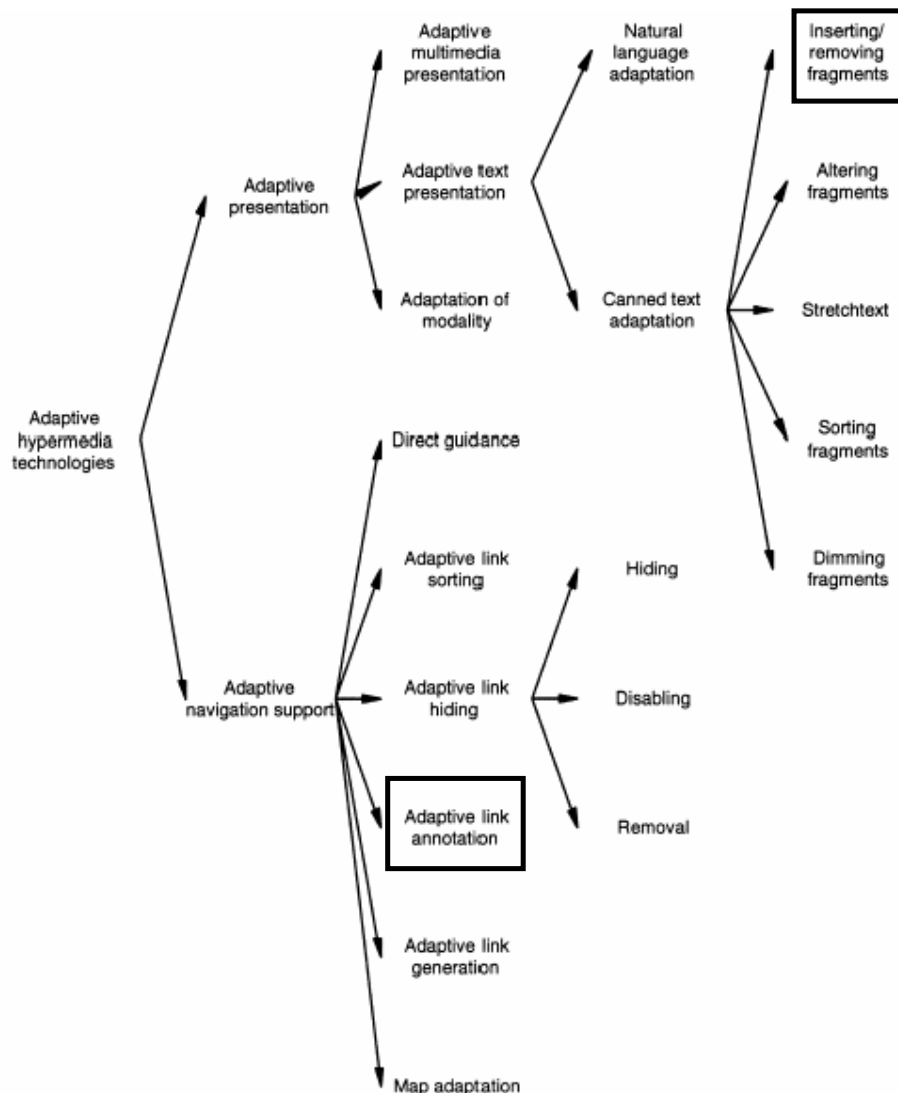 Adaptive
multimedia
presentation
Natural
language
adaptation
Inserting/
removing
fragments
Adaptive
presentation
Adaptive text
presentation
Altering
fragments
Adaptation of
modality
Canned text
adaptation
Stretchtext
Adaptive
hypermedia
technologies
Direct guidance
Sorting
fragments
Adaptive link
sorting
Hiding
Dimming
fragments
Adaptive
navigation support
Adaptive link
hiding
Disabling
Adaptive link
annotation
Removal
Adaptive link
generation
Map adaptation